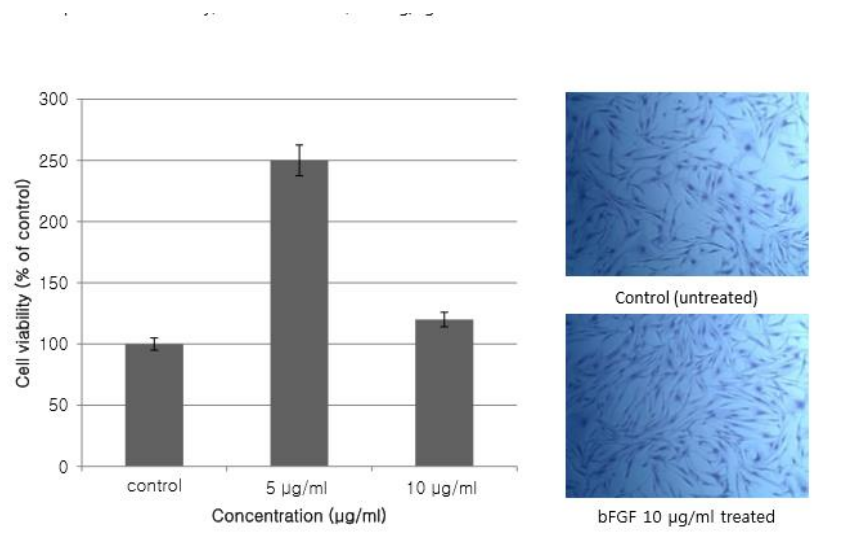 300
250
200
150
100
50
0
Cell viability (% of control)
control
5 μg/ml
10 μg/ml
Concentration (μg/ml)
Control (untreated)
bFGF 10 μg/ml treated